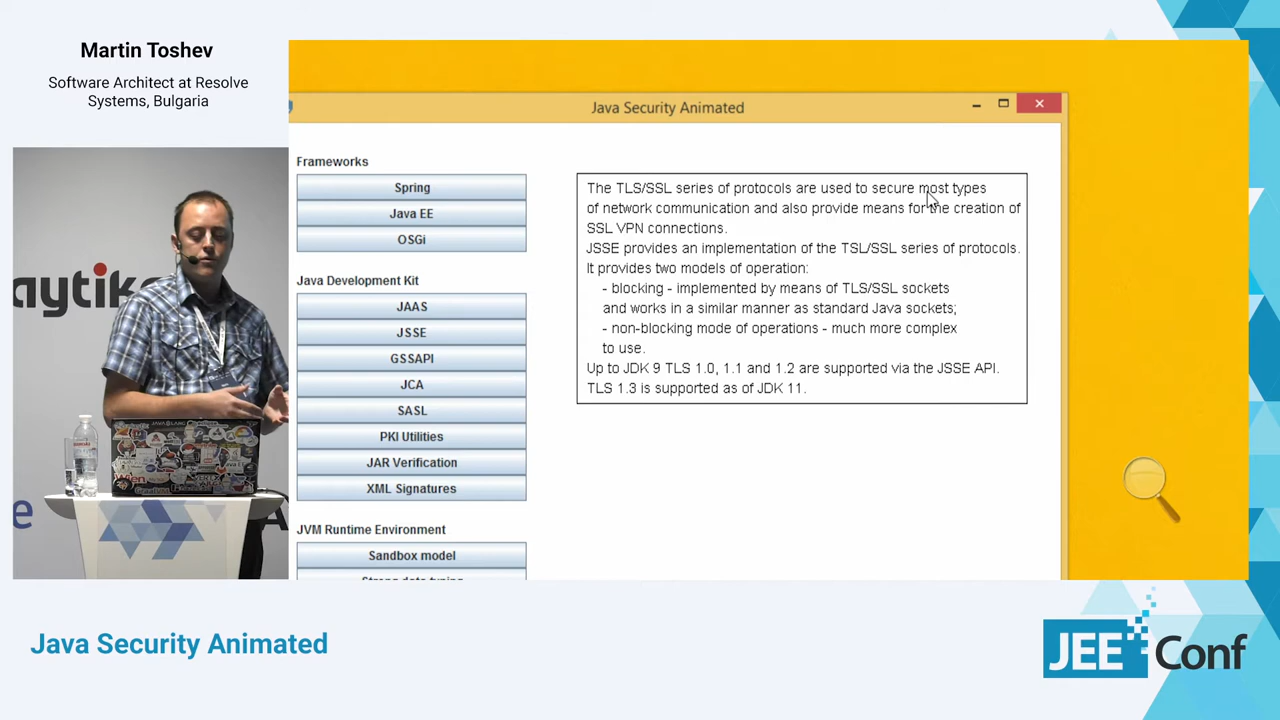 Martin Toshev
Software Architect at Resolve
Systems, Bulgaria
Java Security Animated
Frameworks
Spring
Java EE
OSGi
Java Development Kit
JAAS
JSSE
GSSAPI
JCA
SASL
PKI Utilities
JAR Verification
XML Signatures
JVM Runtime Environment
Sandbox model
Strong data typing
The TLS/SSL series of protocols are used to secure most types
of network communication and also provide means for the creation of
SSL VPN connections.
JSSE provides an implementation of the TSL/SSL series of protocols.
It provides two models of operation:
- blocking - implemented by means of TLS/SSL sockets
and works in a similar manner as standard Java sockets;
- non-blocking mode of operations - much more complex
to use.
Up to JDK 9 TLS 1.0, 1.1 and 1.2 are supported via the JSSE API.
TLS 1.3 is supported as of JDK 11.
aytik
e
Java Security Animated
JEE Conf